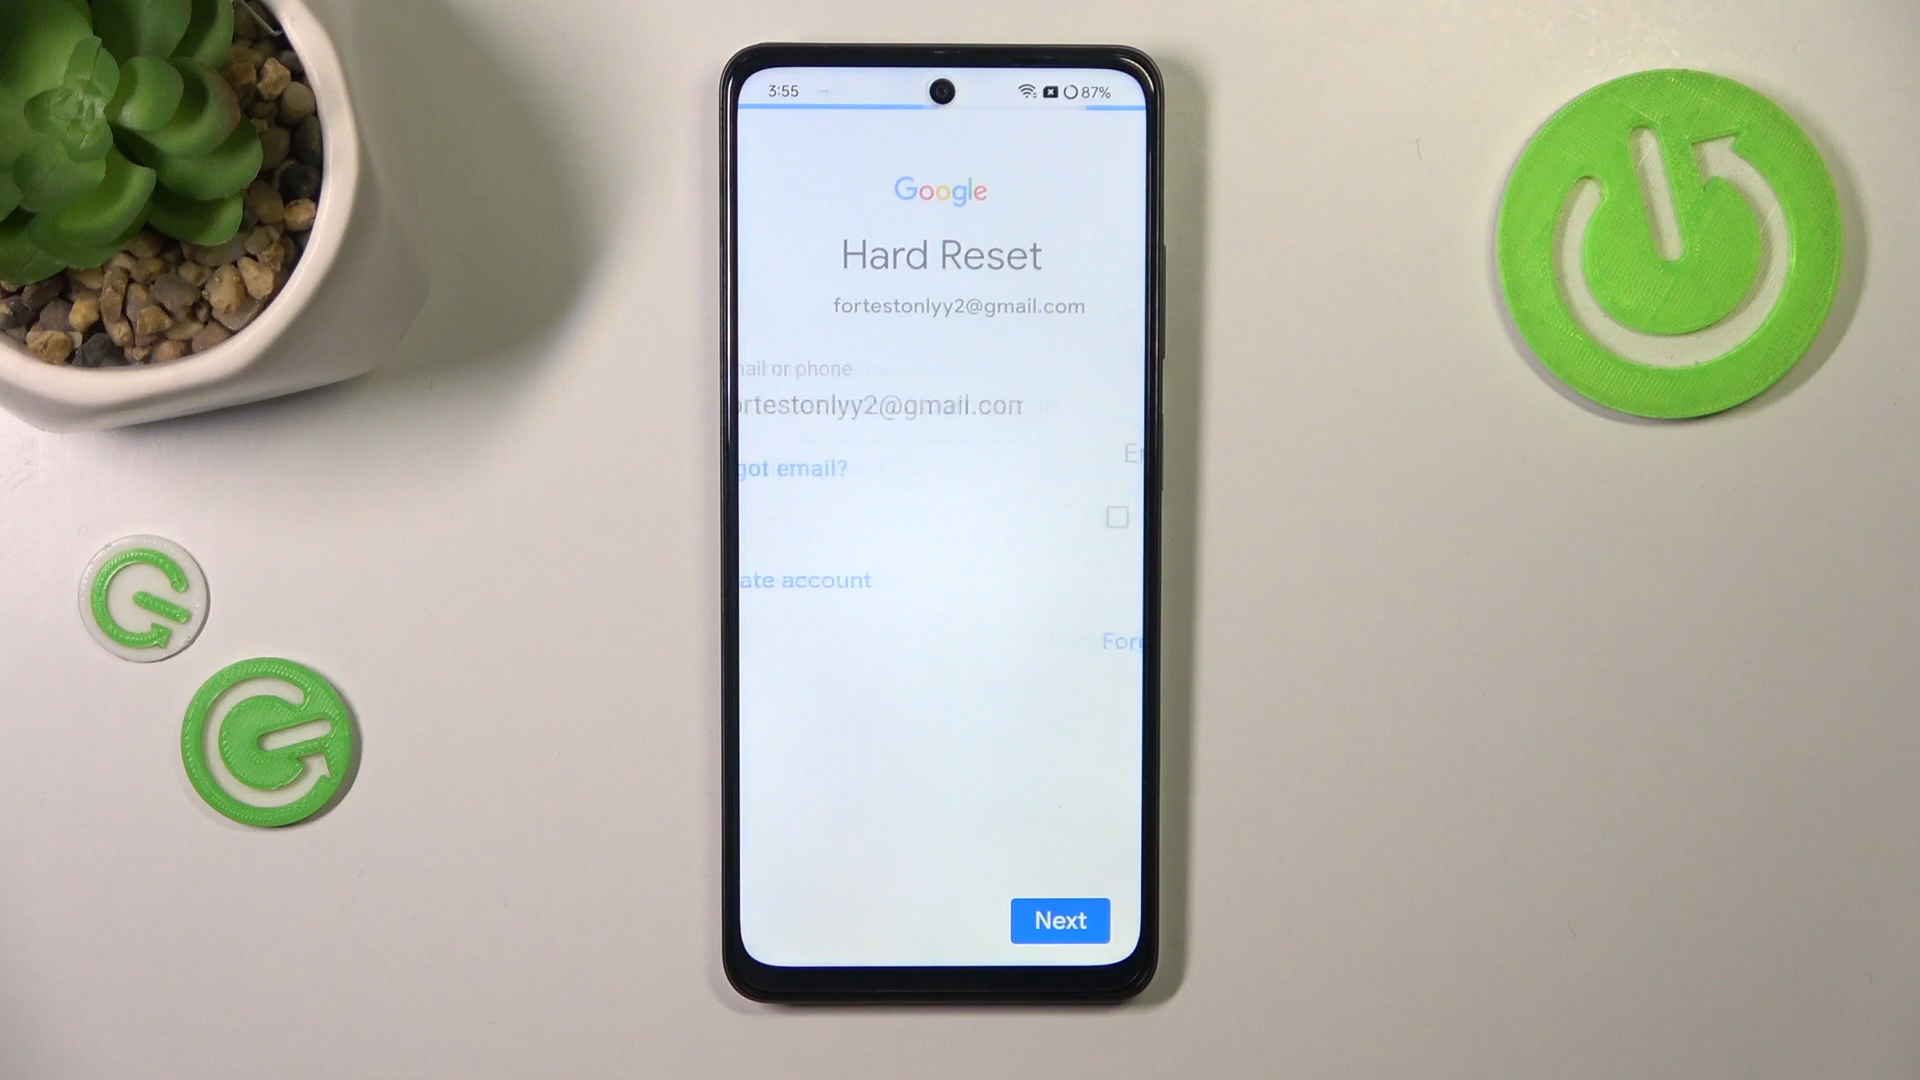 3:55
87%
Google
Hard Reset
fortestonlyy2@gmail.com
ail or phone
ortestonlyy2@gmail.com
got email?
ate account
Next